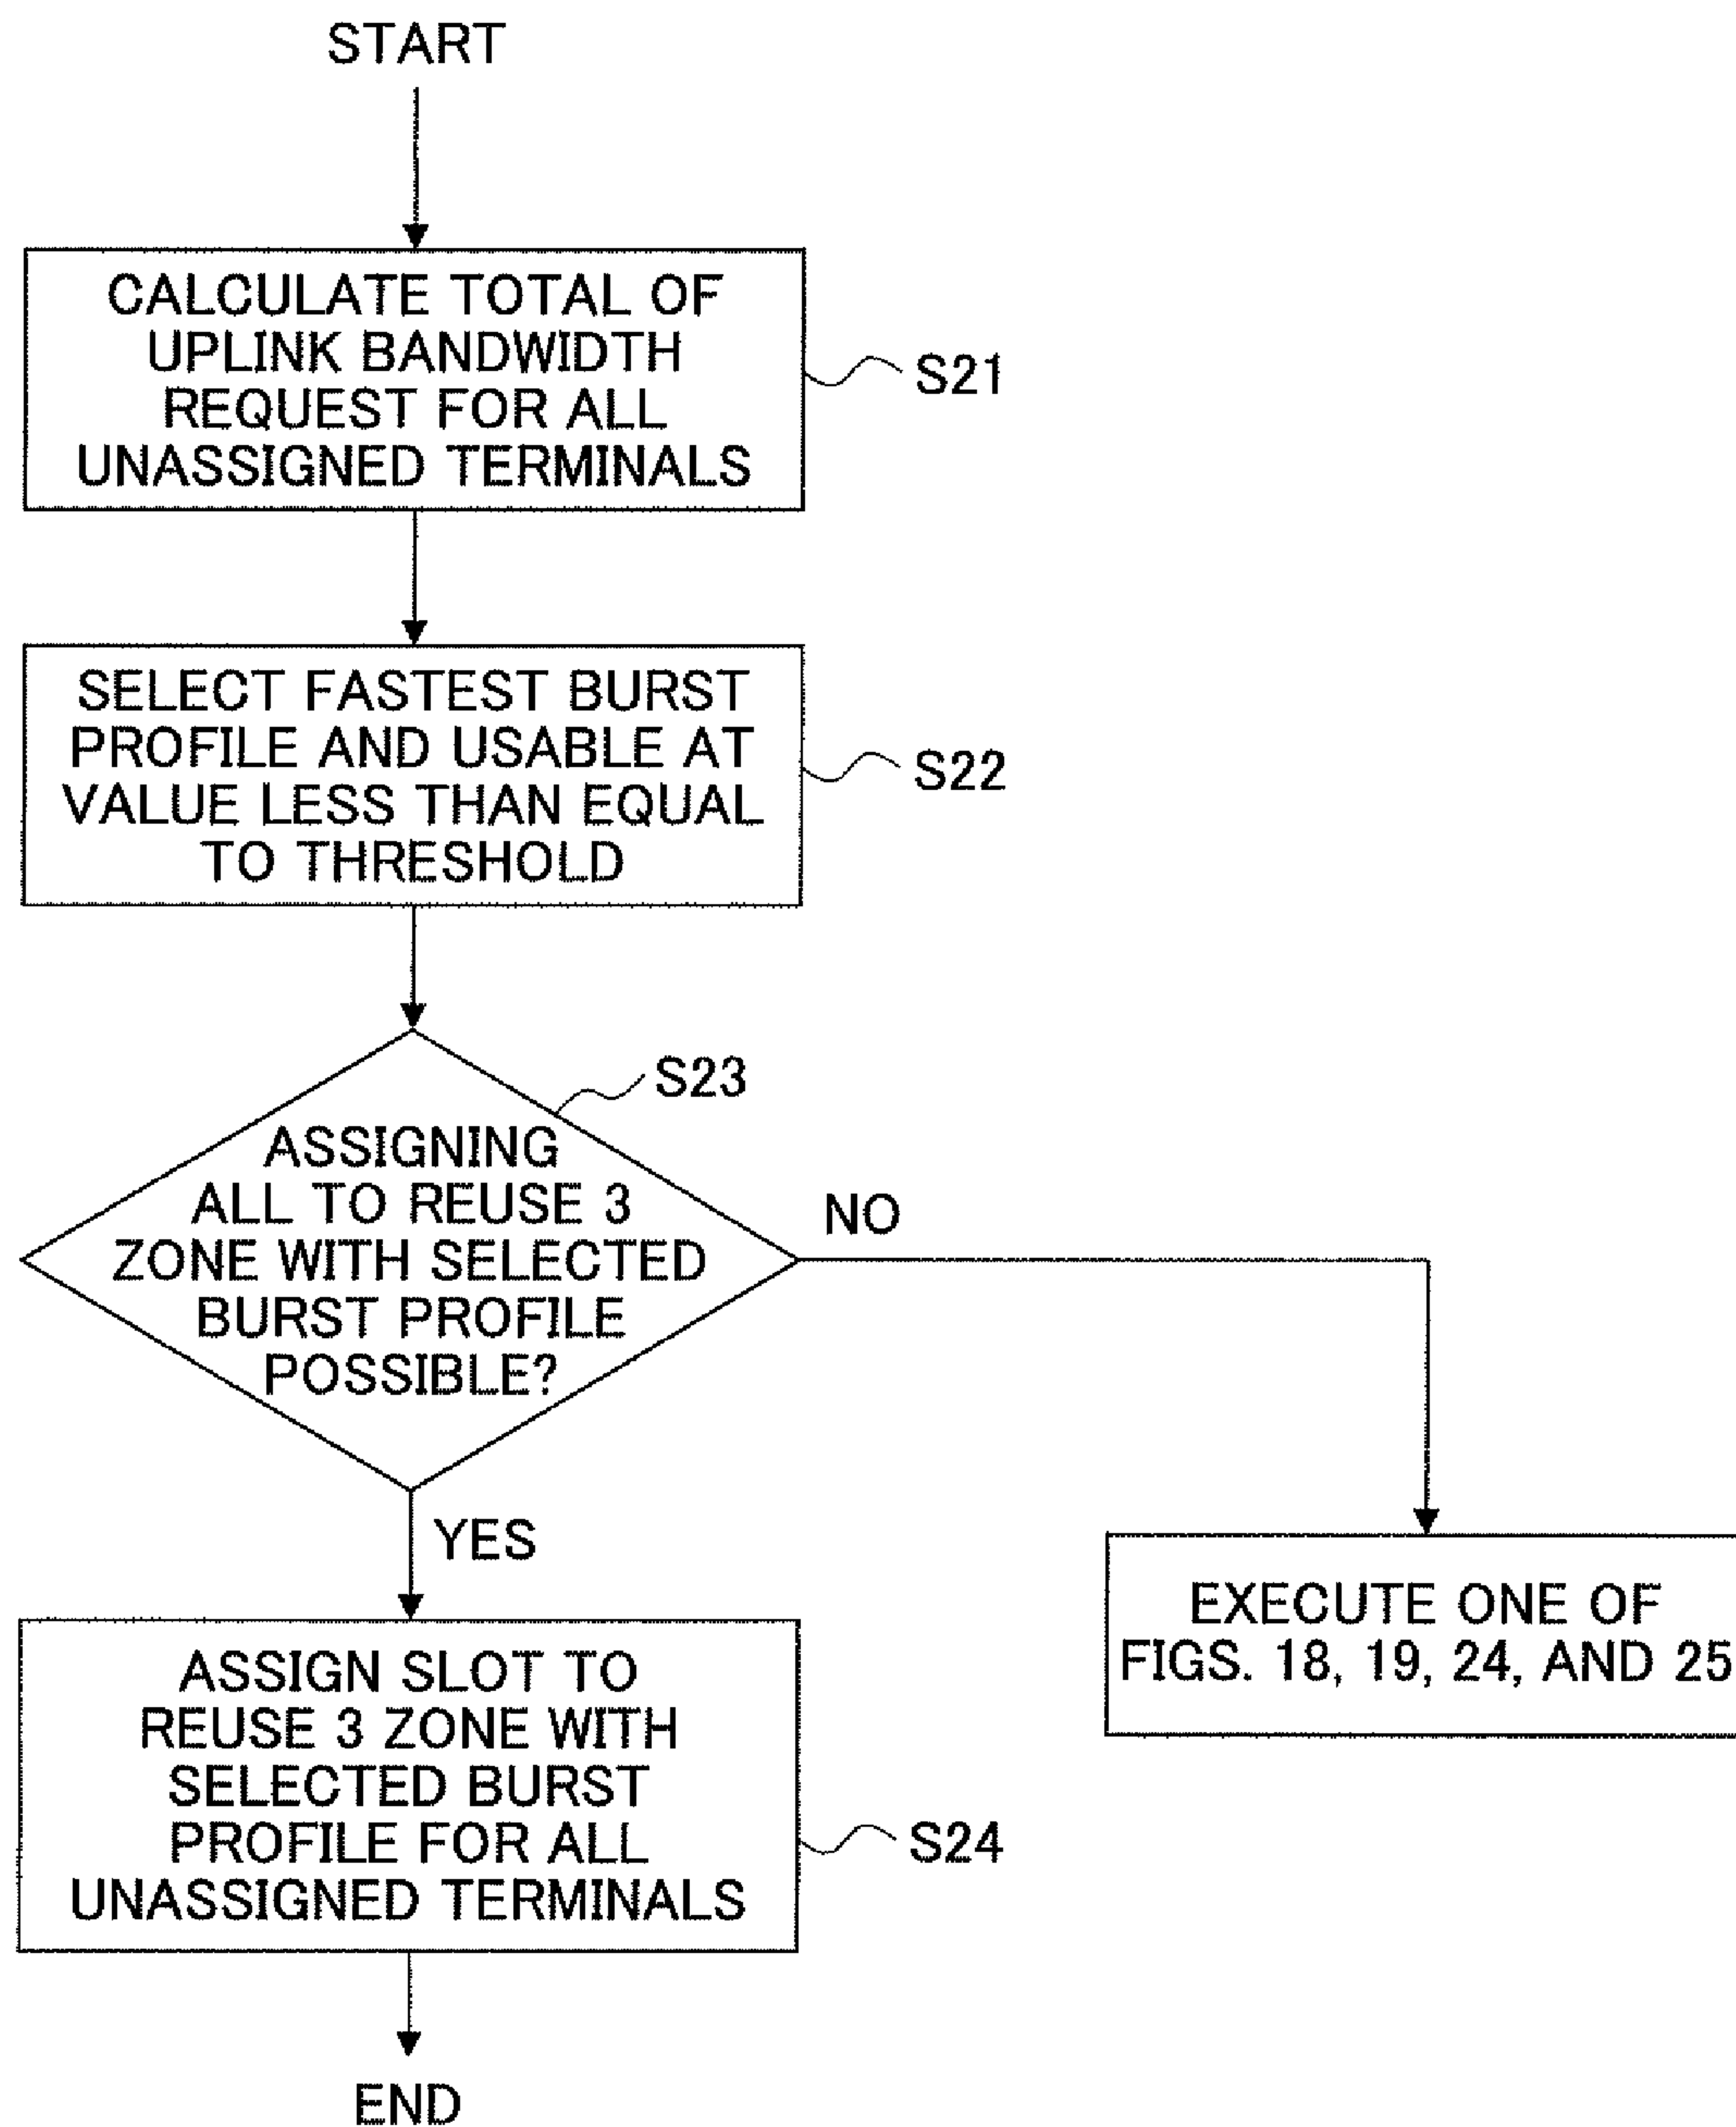 START
CALCULATE TOTAL OF
UPLINK BANDWIDTH
REQUEST FOR ALL
UNASSIGNED TERMINALS
S21
SELECT FASTEST BURST
PROFILE AND USABLE AT
VALUE LESS THAN EQUAL
TO THRESHOLD
S22
S23
ASSIGNING
ALL TO REUSE 3
ZONE WITH SELECTED
BURST PROFILE
POSSIBLE?
NO
YES
EXECUTE ONE OF
FIGS. 18, 19, 24, AND 25
ASSIGN SLOT TO
REUSE 3 ZONE WITH
SELECTED BURST
PROFILE FOR ALL
UNASSIGNED TERMINALS
S24
END